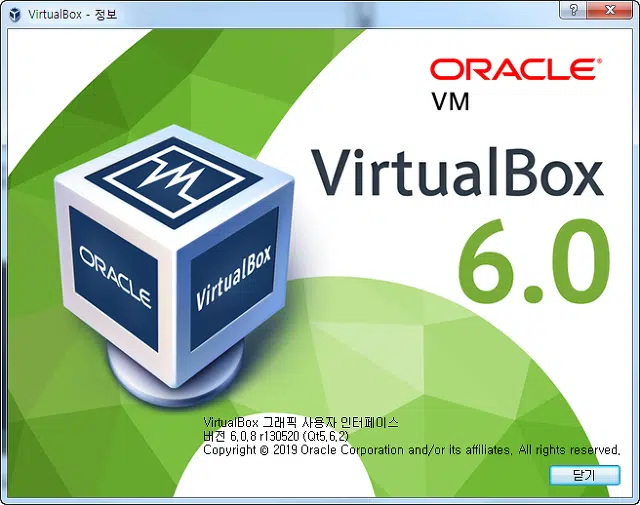 VirtualBox - 정보
ORACLE®
VM
VirtualBox
6.0
ORACLE
VirtualBox
VirtualBox 그래픽 사용자 인터페이스
버전 6.0.8 r130520 (Qt5.6.2)
Copyright © 2019 Oracle Corporation and/or its affiliates. All rights reserved.
닫기